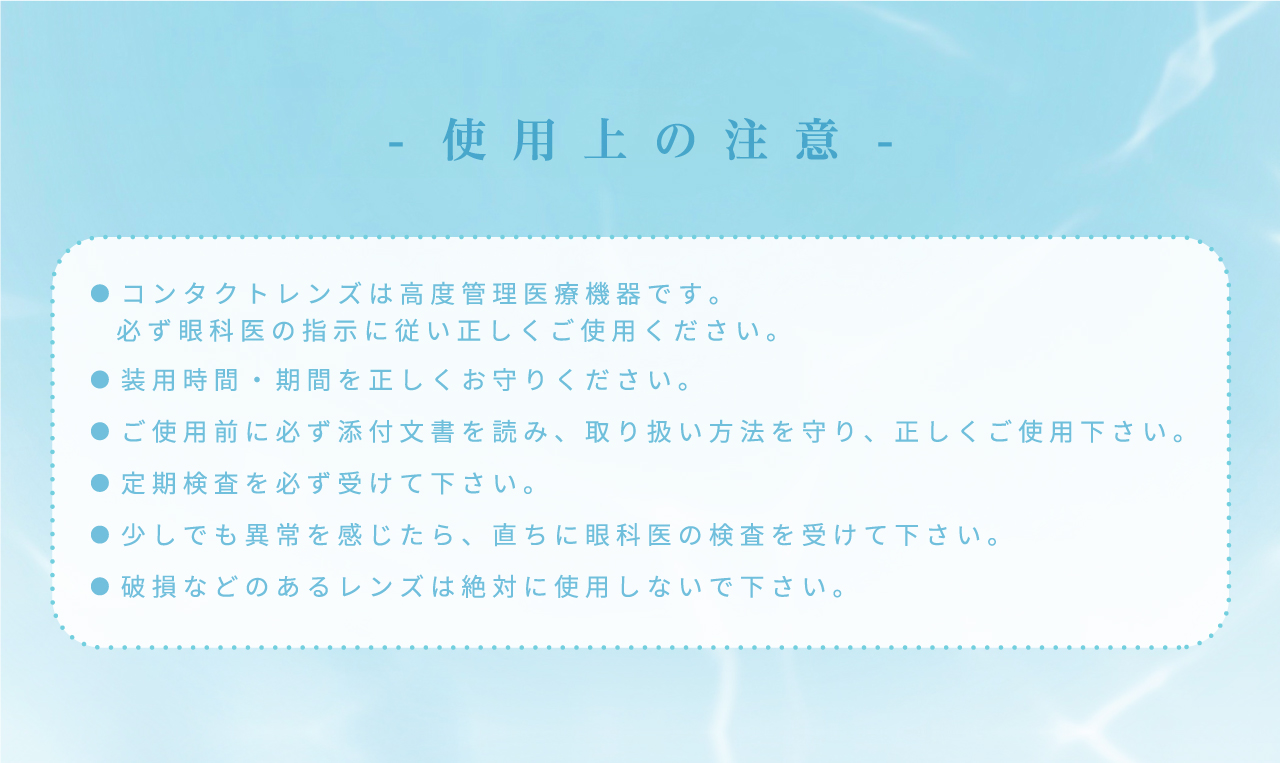 - 使用上の注意 -
● コンタクトレンズは高度管理医療機器です。
必ず眼科医の指示に従い正しくご使用ください。
● 装用時間・期間を正しくお守りください。
● ご使用前に必ず添付文書を読み、取り扱い方法を守り、正しくご使用下さい。
● 定期検査を必ず受けて下さい。
● 少しでも異常を感じたら、直ちに眼科医の検査を受けて下さい。
● 破損などのあるレンズは絶対に使用しないで下さい。